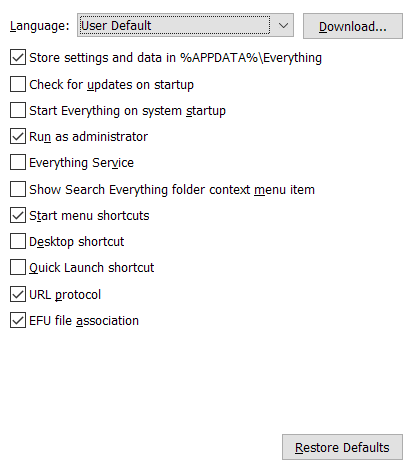 Language: User Default Download...
Store settings and data in %APPDATA%\Everything
Check for updates on startup
Start Everything on system startup
Run as administrator
Everything Service
Show Search Everything folder context menu item
Start menu shortcuts
Desktop shortcut
Quick Launch shortcut
URL protocol
EFU file association
Restore Defaults